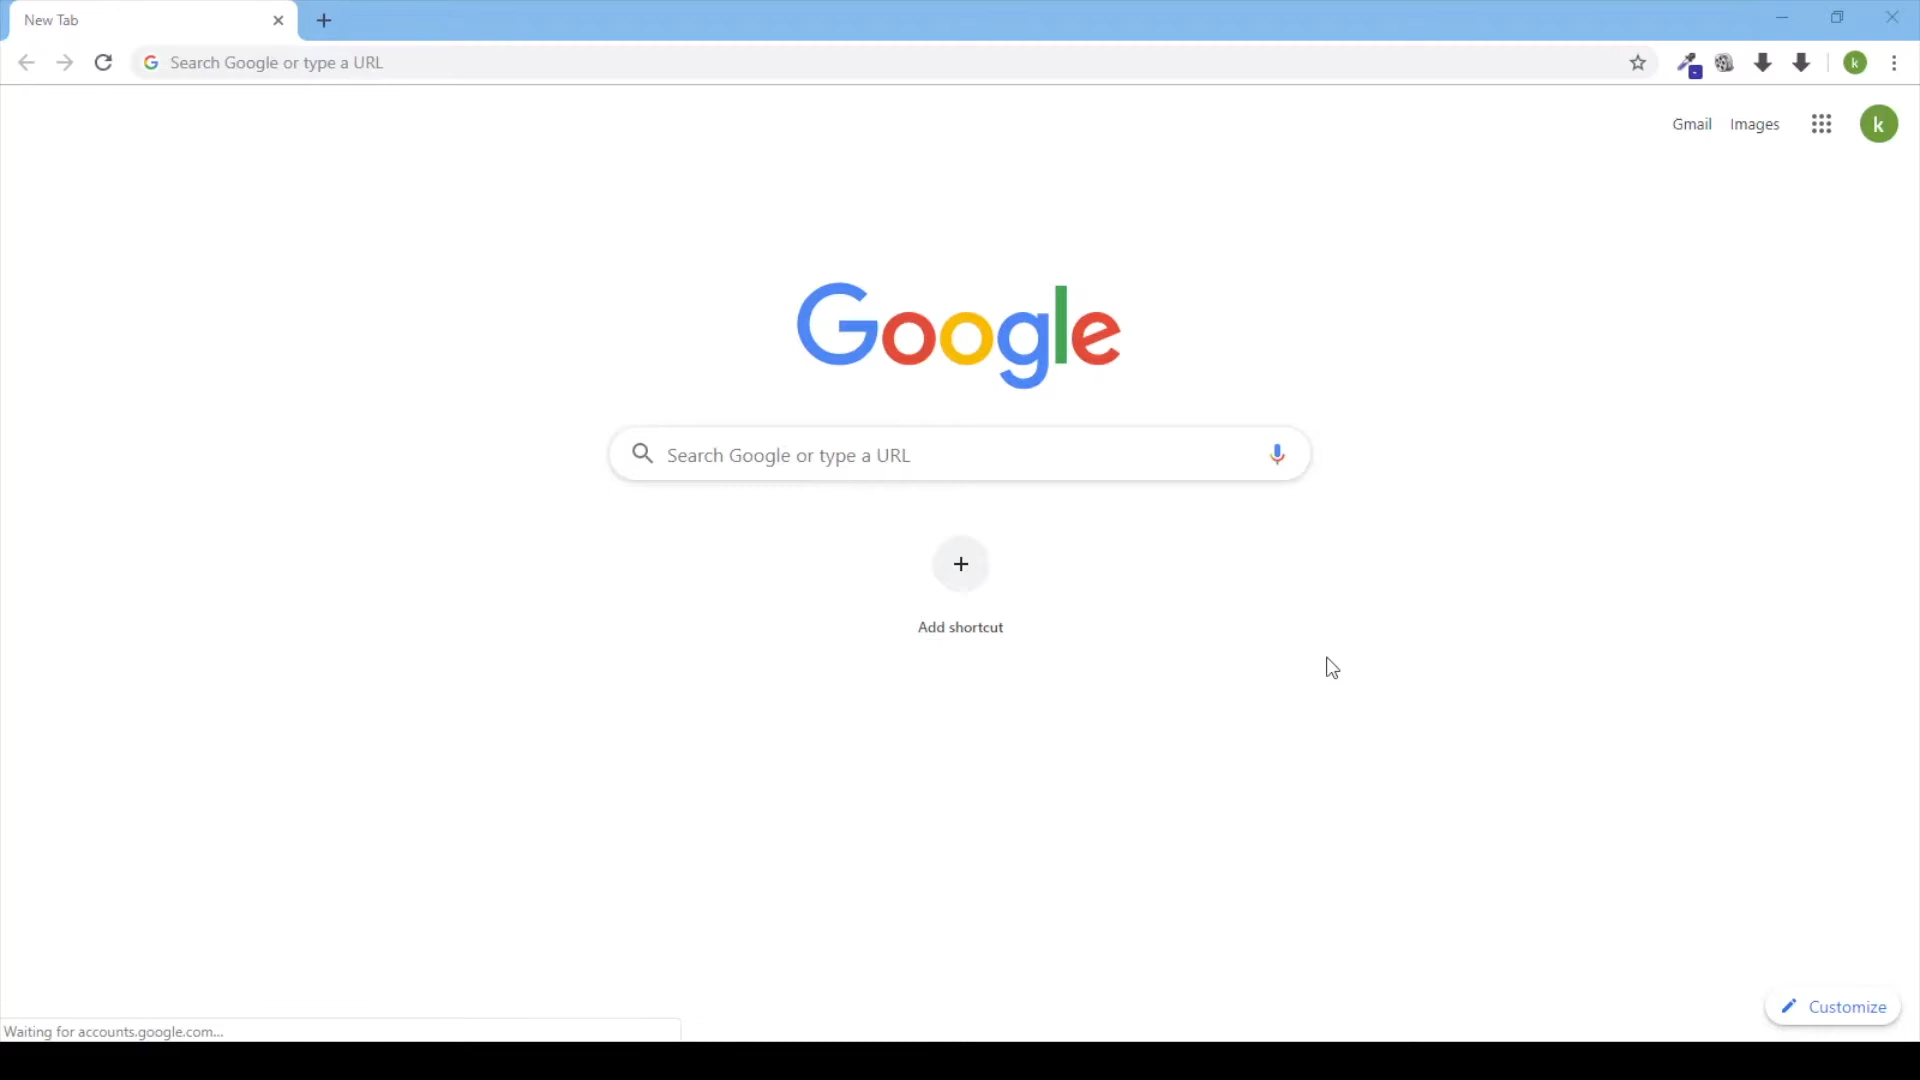 New Tab
Search Google or type a URL
k
Gmail Images
k
Google
Search Google or type a URL
Add shortcut
Customize
Waiting for accounts.google.com...